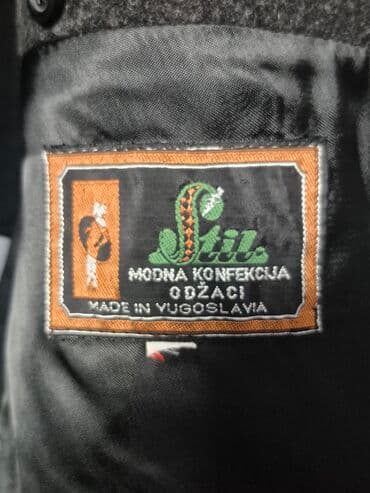 Stil
MODNA KONFEKCIJA
ODŽACI
MADE IN YUGOSLAVIA